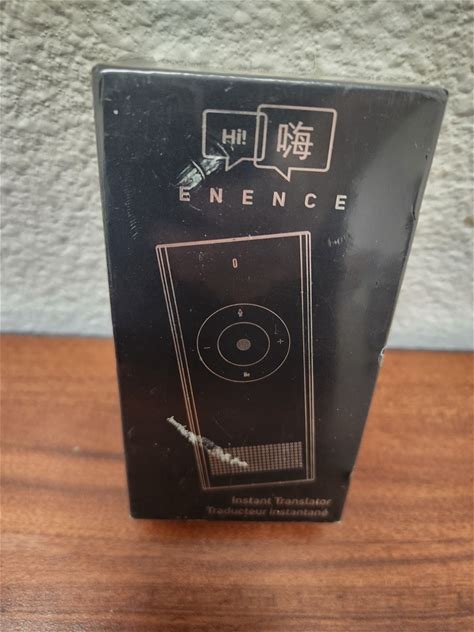 Hi!
嗨
ENENCE
Instant Translator
Traducteur instantané